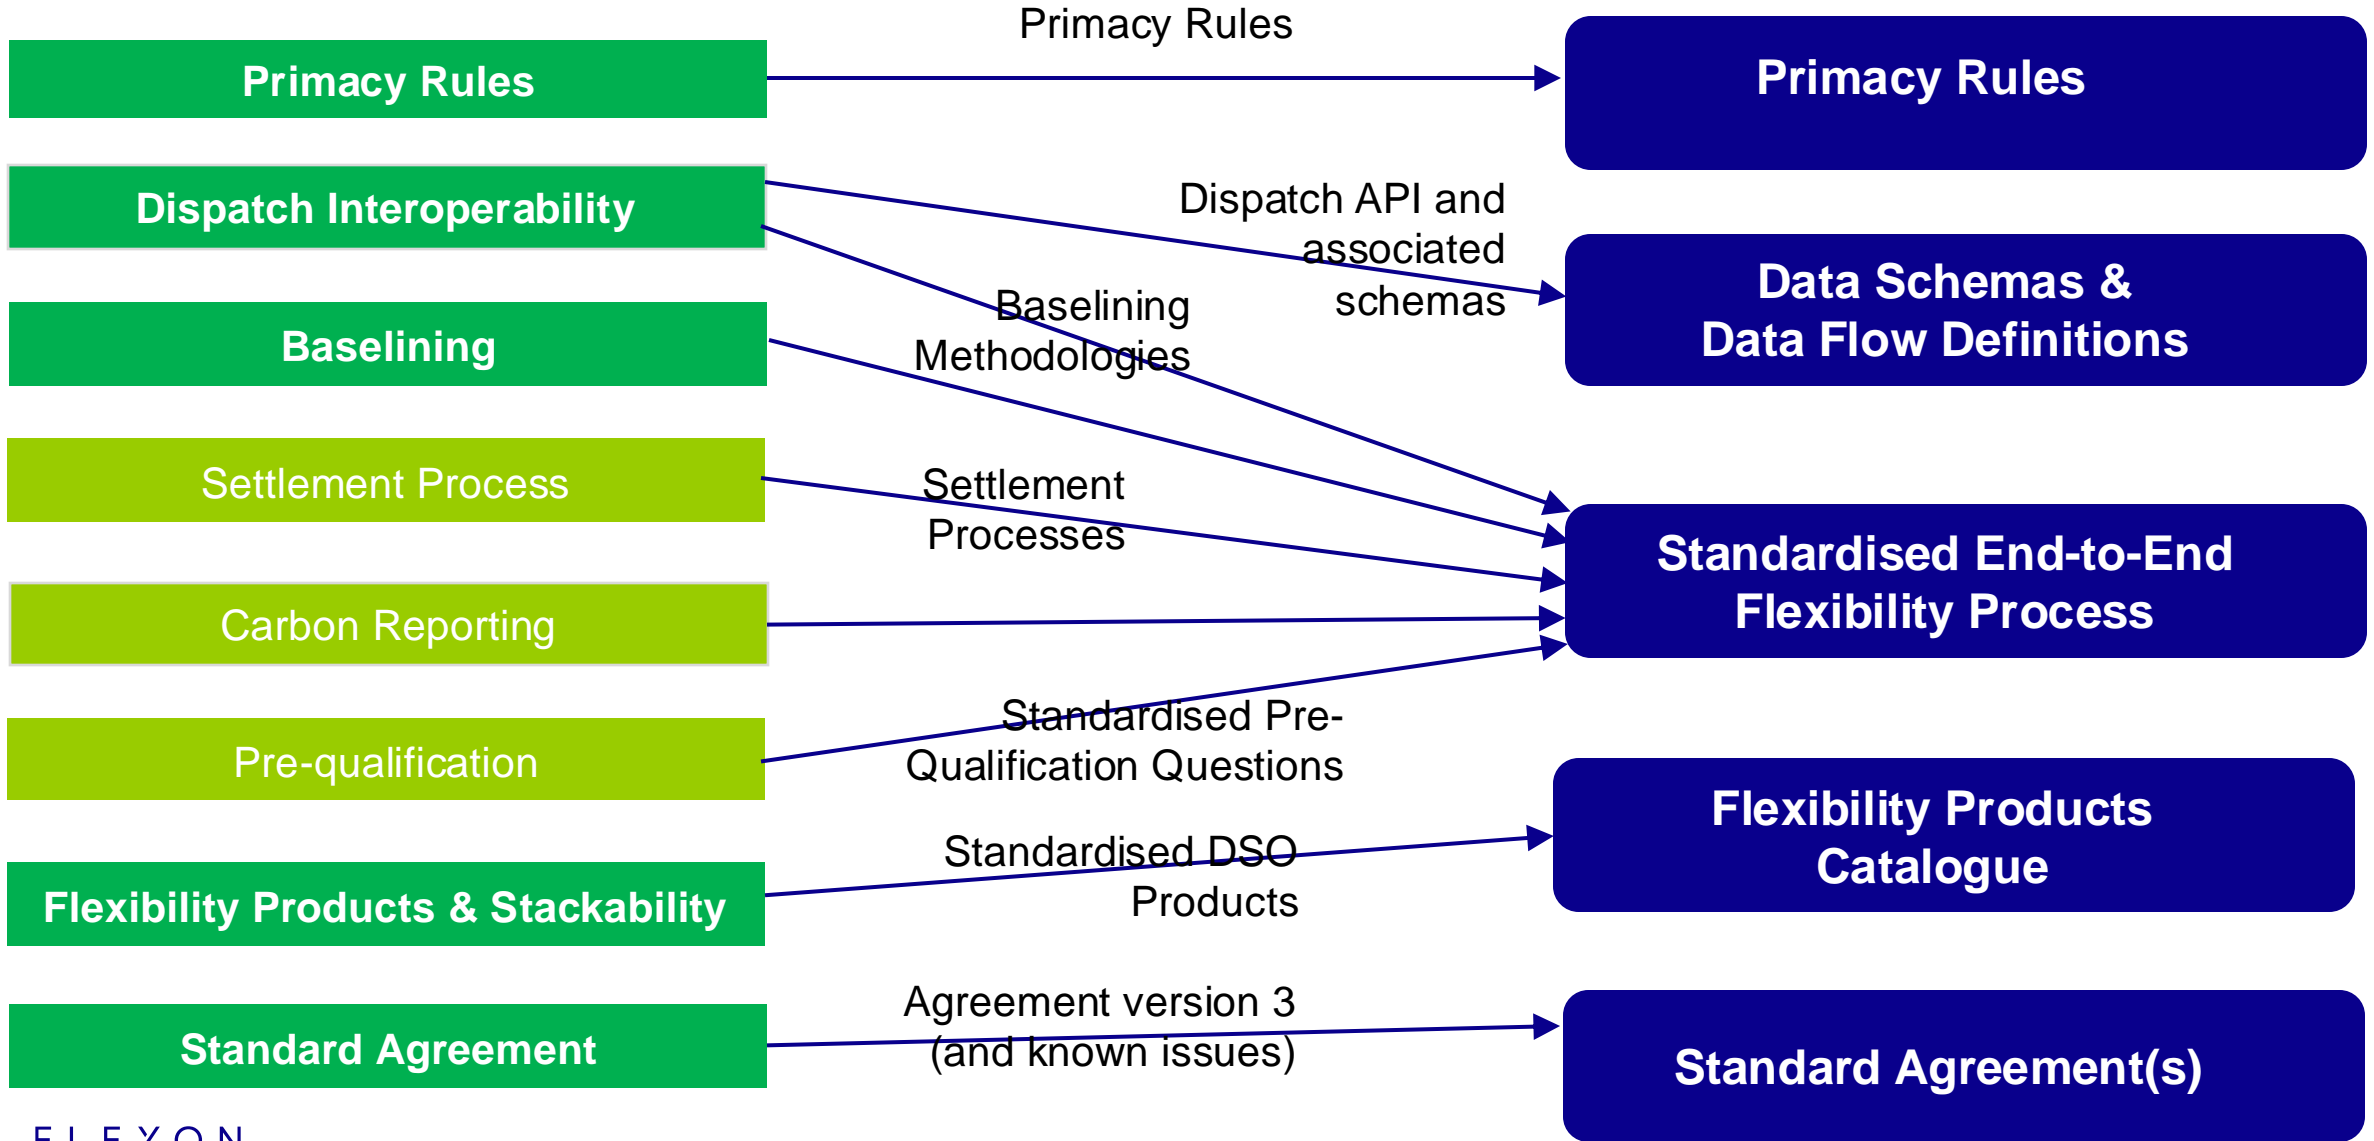 Primacy Rules
Primacy Rules
Primacy Rules
Dispatch Interoperability
Dispatch API and
associated
schemas
Data Schemas &
Data Flow Definitions
Baselining
Baselining
Methodologies
Settlement Process
Settlement
Processes
Standardised End-to-End
Flexibility Process
Carbon Reporting
Pre-qualification
Standardised Pre-
Qualification Questions
Flexibility Products
Catalogue
Flexibility Products & Stackability
Standardised DSO
Products
Standard Agreement
Agreement version 3
(and known issues)
Standard Agreement(s)